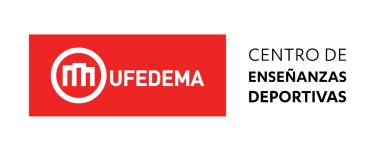 UFEDEMA
CENTRO DE
ENSEÑANZAS
DEPORTIVAS